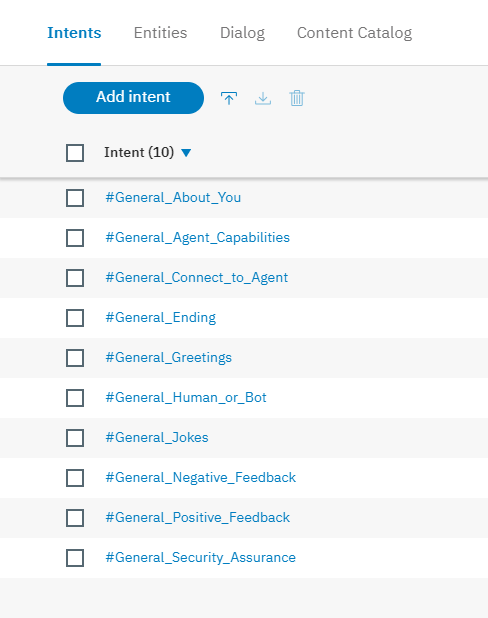 Intents Entities Dialog Content Catalog
Add intent
Intent (10)
#General_About_You
#General_Agent_Capabilities
#General_Connect_to_Agent
#General_Ending
#General_Greetings
#General_Human_or_Bot
#General_Jokes
#General_Negative_Feedback
#General_Positive_Feedback
#General_Security_Assurance